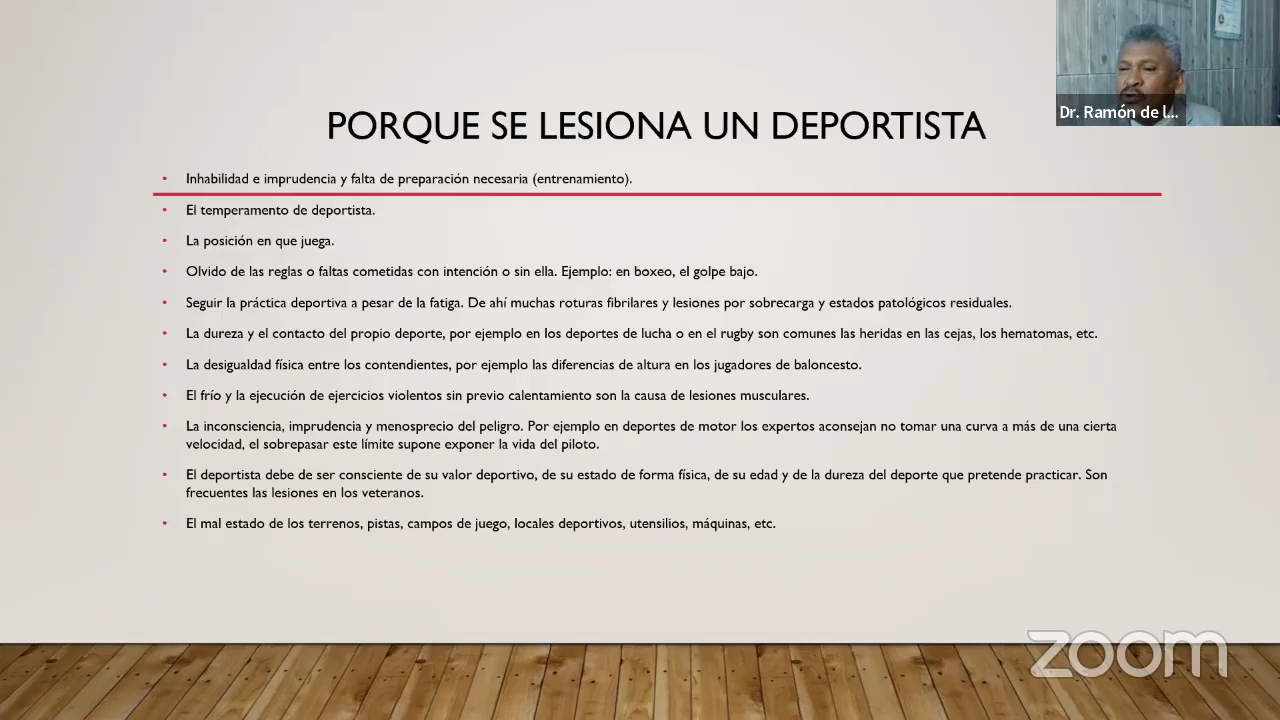 PORQUE SE LESIONA UN DEPORTISTA
Dr. Ramón de l...
• Inhabilidad e imprudencia y falta de preparación necesaria (entrenamiento).
• El temperamento de deportista.
• La posición en que juega.
• Olvido de las reglas o faltas cometidas con intención o sin ella. Ejemplo: en boxeo, el golpe bajo.
• Seguir la práctica deportiva a pesar de la fatiga. De ahí muchas roturas fibrilares y lesiones por sobrecarga y estados patológicos residuales.
• La dureza y el contacto del propio deporte, por ejemplo en los deportes de lucha o en el rugby son comunes las heridas en las cejas, los hematomas, etc.
• La desigualdad física entre los contendientes, por ejemplo las diferencias de altura en los jugadores de baloncesto.
• El frío y la ejecución de ejercicios violentos sin previo calentamiento son la causa de lesiones musculares.
• La inconsciencia, imprudencia y menosprecio del peligro. Por ejemplo en deportes de motor los expertos aconsejan no tomar una curva a más de una cierta
velocidad, el sobrepasar este límite supone exponer la vida del piloto.
• El deportista debe de ser consciente de su valor deportivo, de su estado de forma física, de su edad y de la dureza del deporte que pretende practicar. Son
frecuentes las lesiones en los veteranos.
• El mal estado de los terrenos, pistas, campos de juego, locales deportivos, utensilios, máquinas, etc.
zoom